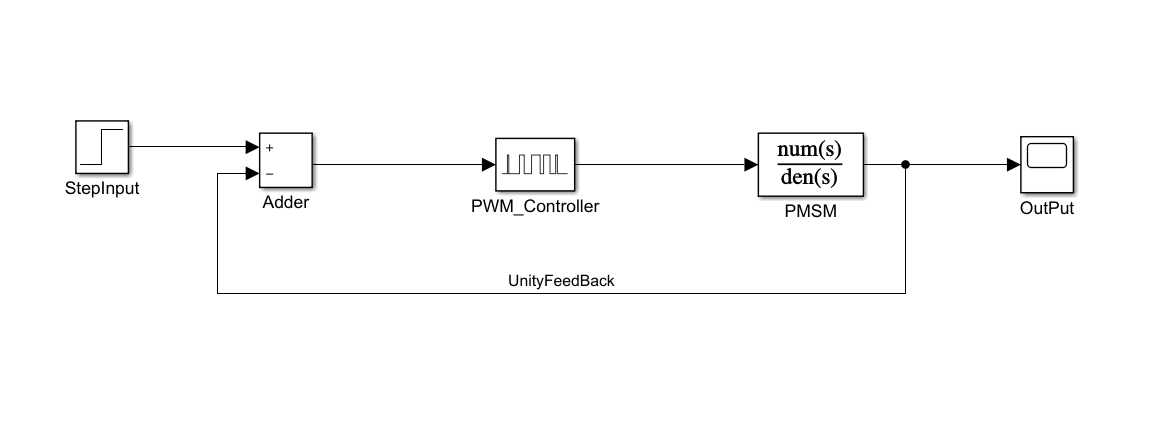 StepInput
+
−
Adder
PWM_Controller
num(s)
den(s)
PMSM
OutPut
UnityFeedBack